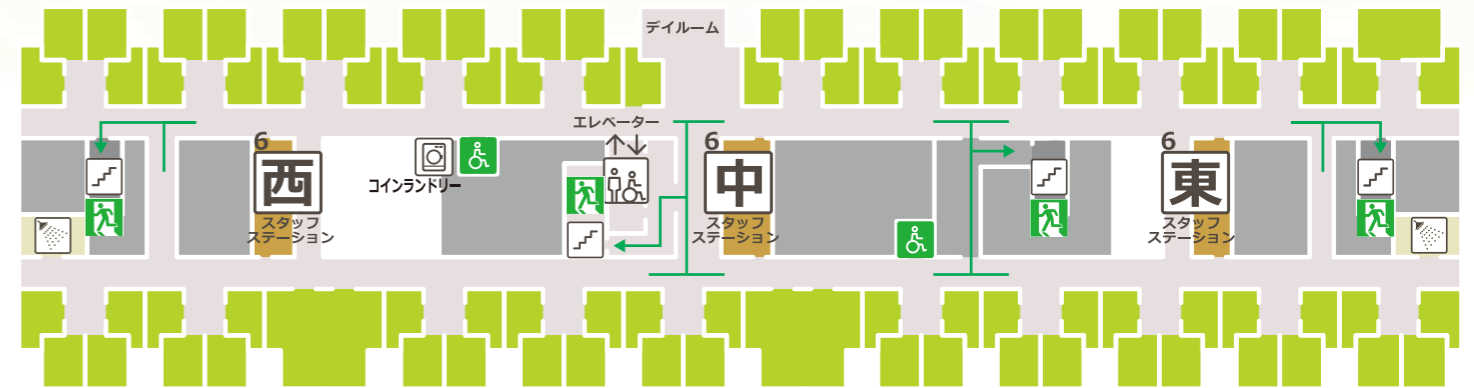 デイルーム
エレベーター
6
西
スタッフ
ステーション
コインランドリー
6
中
スタッフ
ステーション
6
東
スタッフ
ステーション